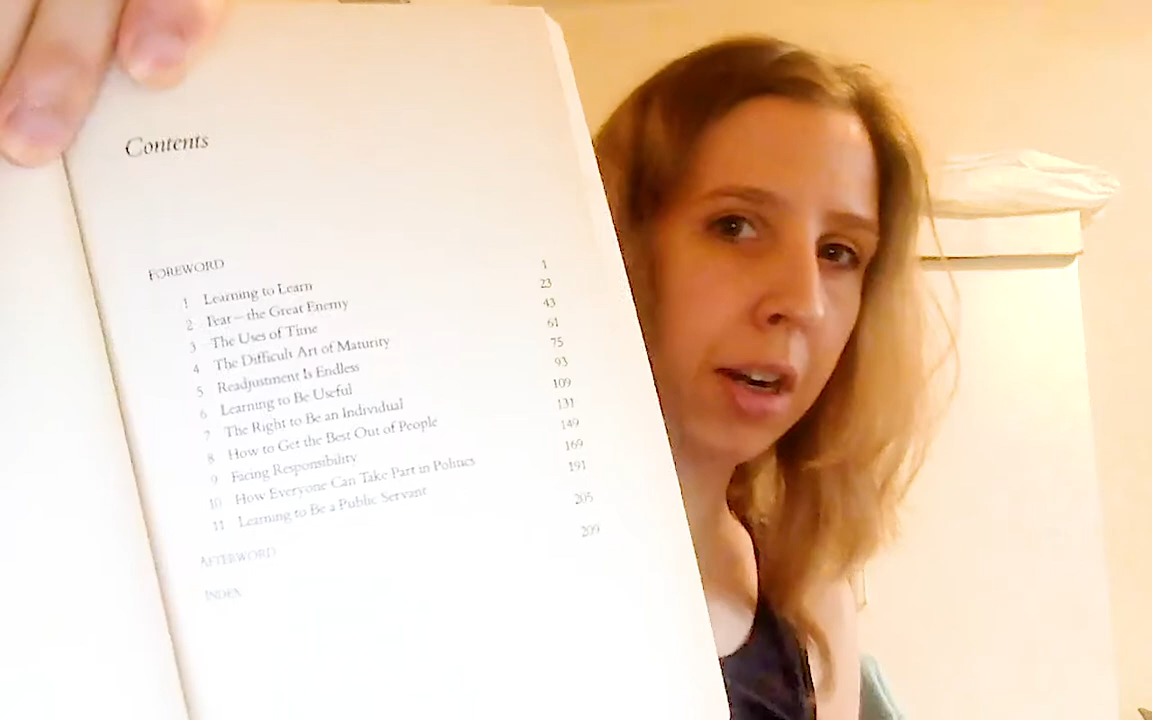 Contents
FOREWORD
1 Learning to Learn 1
2 Fear—the Great Enemy 23
3 The Uses of Time 43
4 The Difficult Art of Maturity 61
5 Readjustment Is Endless 75
6 Learning to Be Useful 93
7 The Right to Be an Individual 109
8 How to Get the Best Out of People 131
9 Facing Responsibility 149
10 How Everyone Can Take Part in Politics 169
11 Learning to Be a Public Servant 191
AFTERWORD 205
INDEX 209